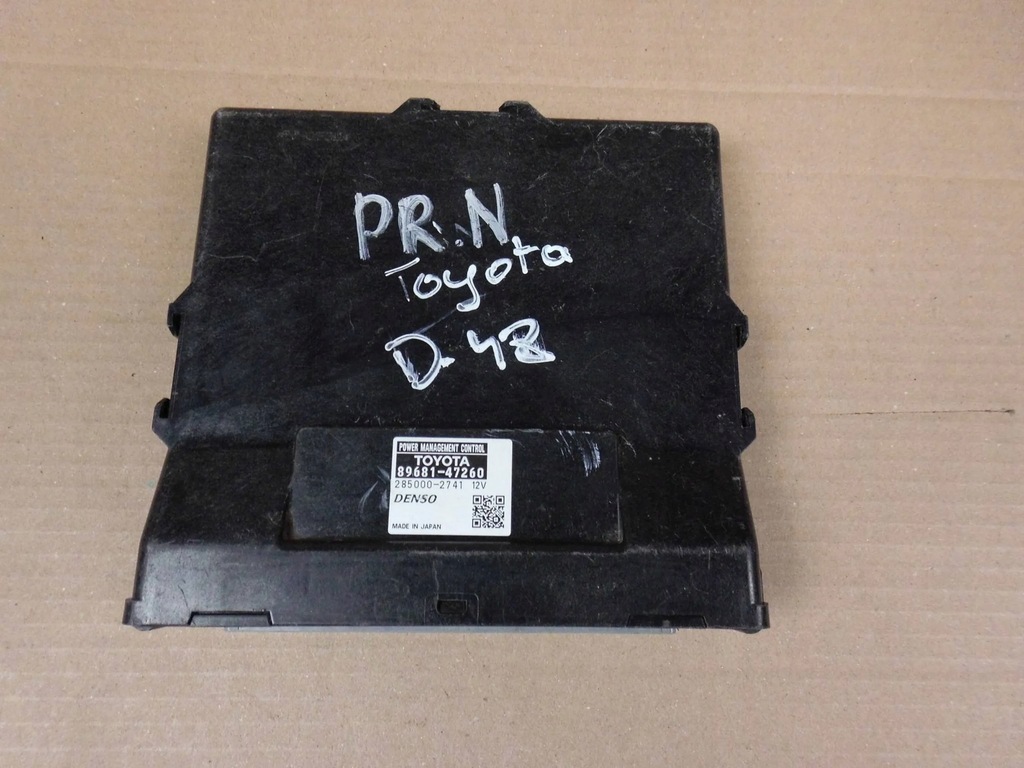 PR.N
Toyota
D-48
POWER MANAGEMENT CONTROL
TOYOTA
89681-47260
285000-2741 12V
DENSO
MADE IN JAPAN